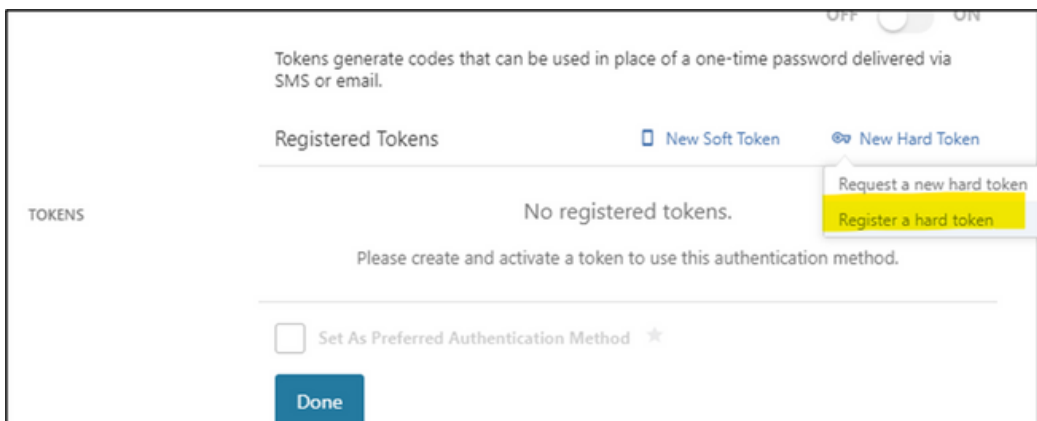 OFF ON
Tokens generate codes that can be used in place of a one-time password delivered via
SMS or email.
Registered Tokens New Soft Token New Hard Token
Request a new hard token
Register a hard token
TOKENS
No registered tokens.
Please create and activate a token to use this authentication method.
Set As Preferred Authentication Method
Done